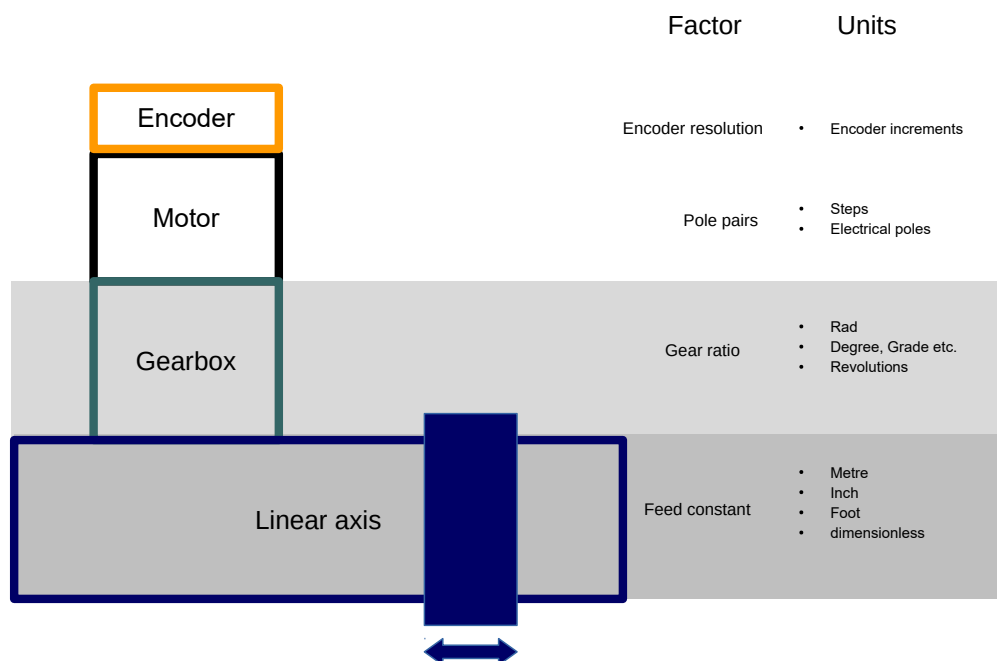 Factor Units
Encoder
Encoder resolution • Encoder increments
Motor
Pole pairs
• Steps
• Electrical poles
Gearbox
Gear ratio
• Rad
• Degree, Grade etc.
• Revolutions
Linear axis
Feed constant
• Metre
• Inch
• Foot
• dimensionless